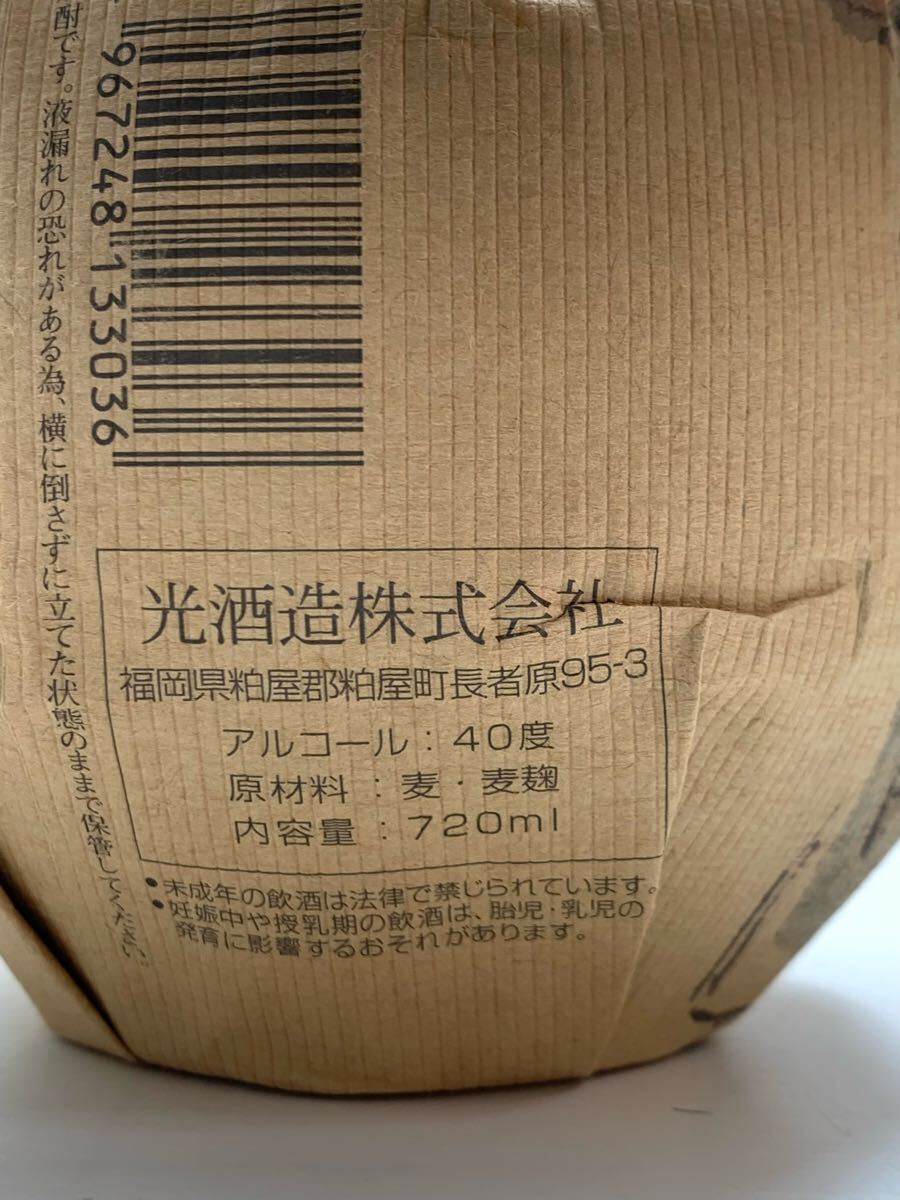 酎です。液漏れの恐れがある為、横に倒さずに立てた状態のままで保管してください。
967248133036
光酒造株式会社
福岡県粕屋郡粕屋町長者原95-3
アルコール：40度
原材料：麦・麦麹
内容量：720ml
•未成年の飲酒は法律で禁じられています。
•妊娠中や授乳期の飲酒は、胎児・乳児の
発育に影響するおそれがあります。